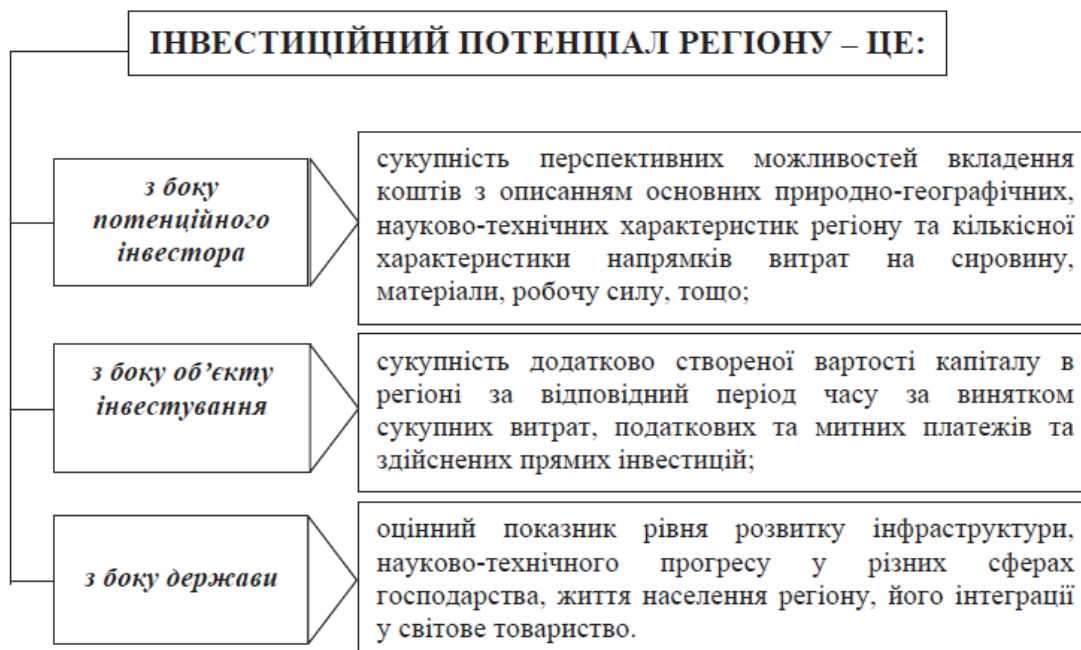 ІНВЕСТИЦІЙНИЙ ПОТЕНЦІАЛ РЕГІОНУ – ЦЕ:
з боку
потенційного
інвестора
сукупність перспективних можливостей вкладення
коштів з описанням основних природно-географічних,
науково-технічних характеристик регіону та кількісної
характеристики напрямків витрат на сировину,
матеріали, робочу силу, тощо;
з боку об’єкту
інвестування
сукупність додатково створеної вартості капіталу в
регіоні за відповідний період часу за винятком
сукупних витрат, податкових та митних платежів та
здійснених прямих інвестицій;
з боку держави
оцінний показник рівня розвитку інфраструктури,
науково-технічного прогресу у різних сферах
господарства, життя населення регіону, його інтеграції
у світове товариство.